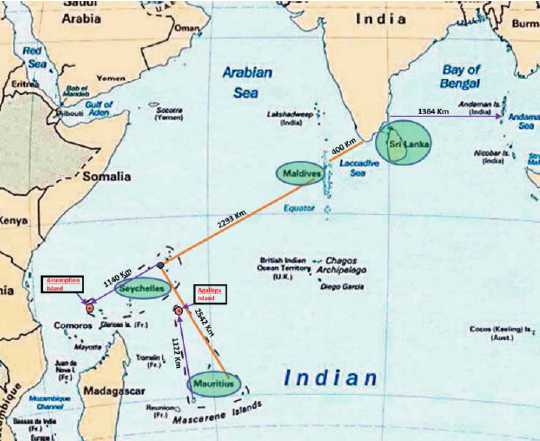 Saudi
Arabia
U.A.E.
Oman
India
Burm
Red
Sea
Eritrea
Yemen
Bab el
Mandeb
Djibouti
Gulf of
Aden
Socotra
(Yemen)
Arabian
Sea
Bay of
Bengal
1364 Km
Andaman Is.
(India)
Andama
Sea
Lakshadweep
(India)
400 Km
Sri Lanka
Nicobar Is.
(India)
Laccadive
Sea
Maldives
Somalia
Equator
2293 Km
Kenya
British Indian
Ocean Territory
(U.K.)
Chagos
Archipelago
Diego Garcia
1140 Km
Assumption
Island
Seychelles
Agallega
Island
nia
Comoros
Glorioso Is. (Fr.)
2542 Km
1122 Km
Mayotte
Cocos (Keeling) Is.
(Aust.)
Juan de
Nova I.
(Fr.)
Tromelin I.
(Fr.)
Mauritius
Indian
Madagascar
Mozambique
Channel
Reunion
(Fr.)
Mascarene Islands
Bassas da India
(Fr.)
Europa I.